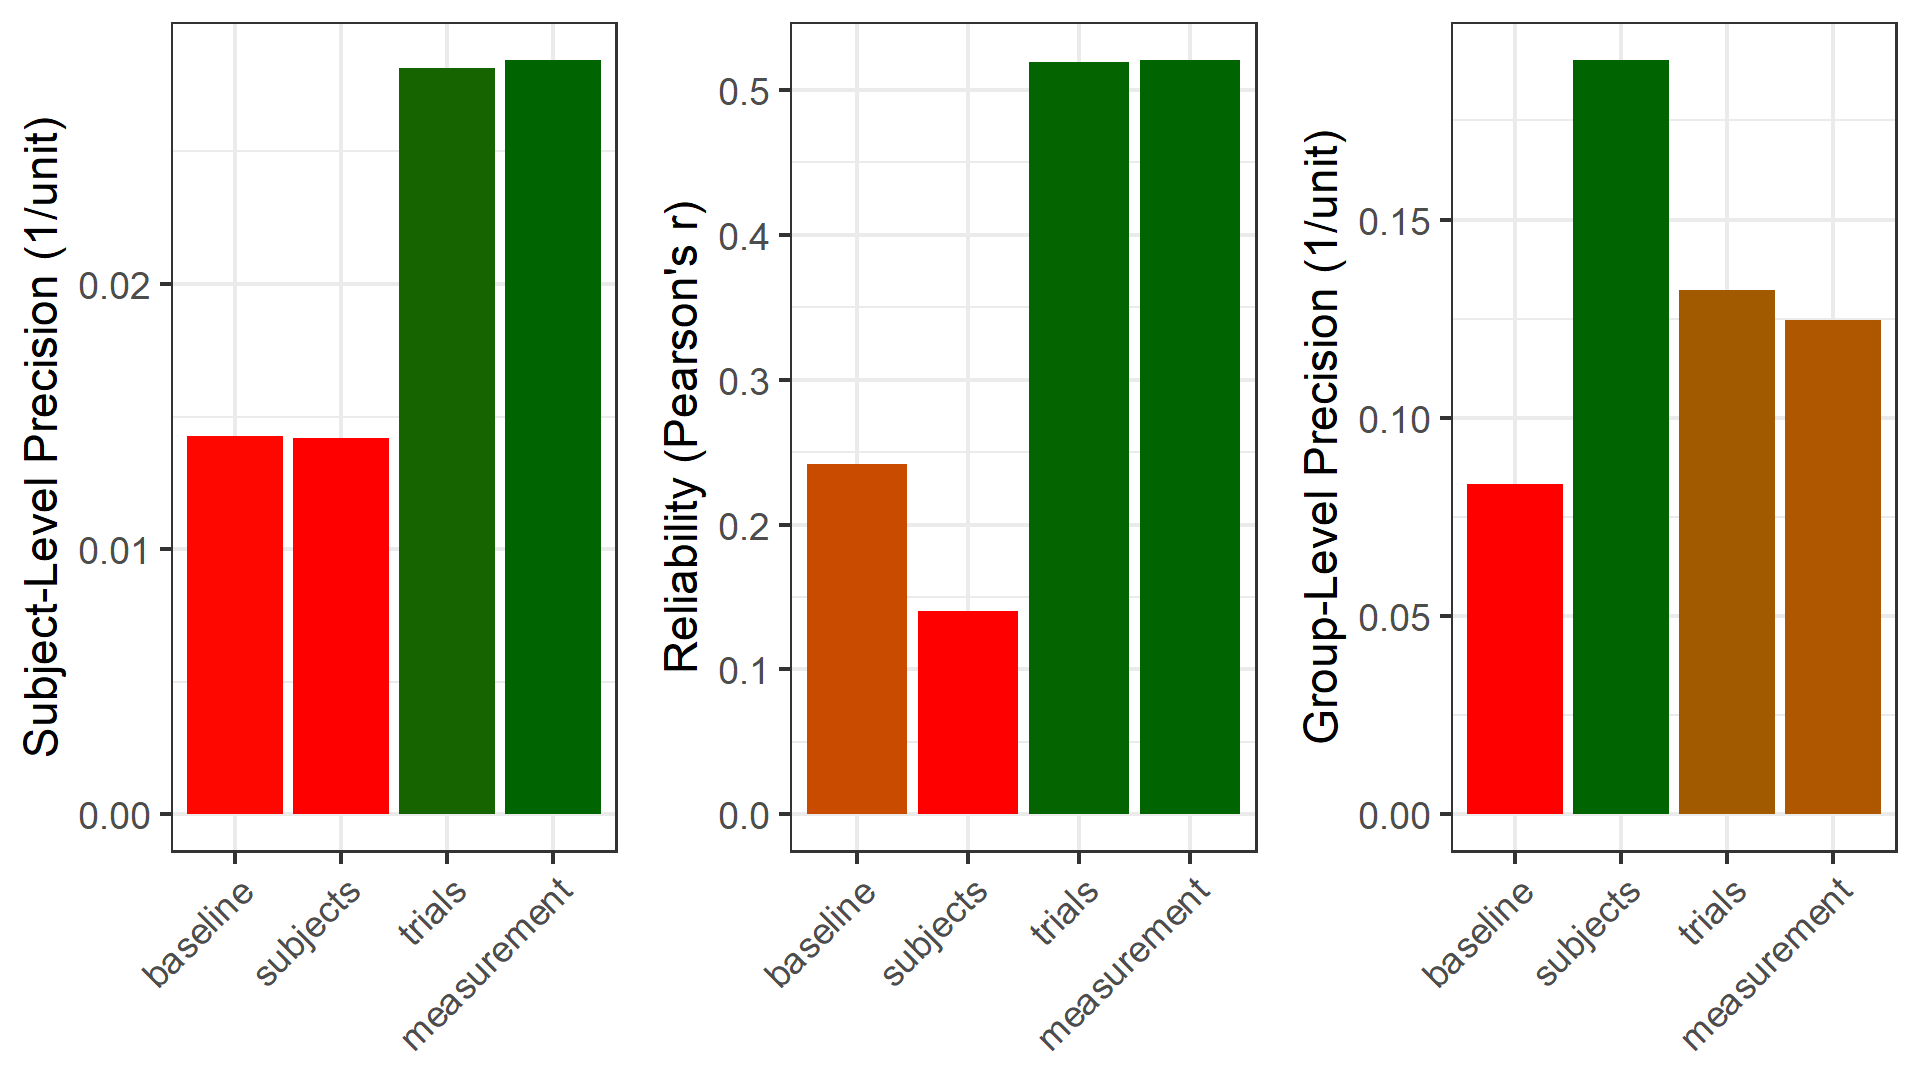 Subject-Level Precision (1/unit)
0.02
0.01
0.00
baseline
subjects
trials
measurement
Reliability (Pearson's r)
0.5
0.4
0.3
0.2
0.1
0.0
baseline
subjects
trials
measurement
Group-Level Precision (1/unit)
0.15
0.10
0.05
0.00
baseline
subjects
trials
measurement